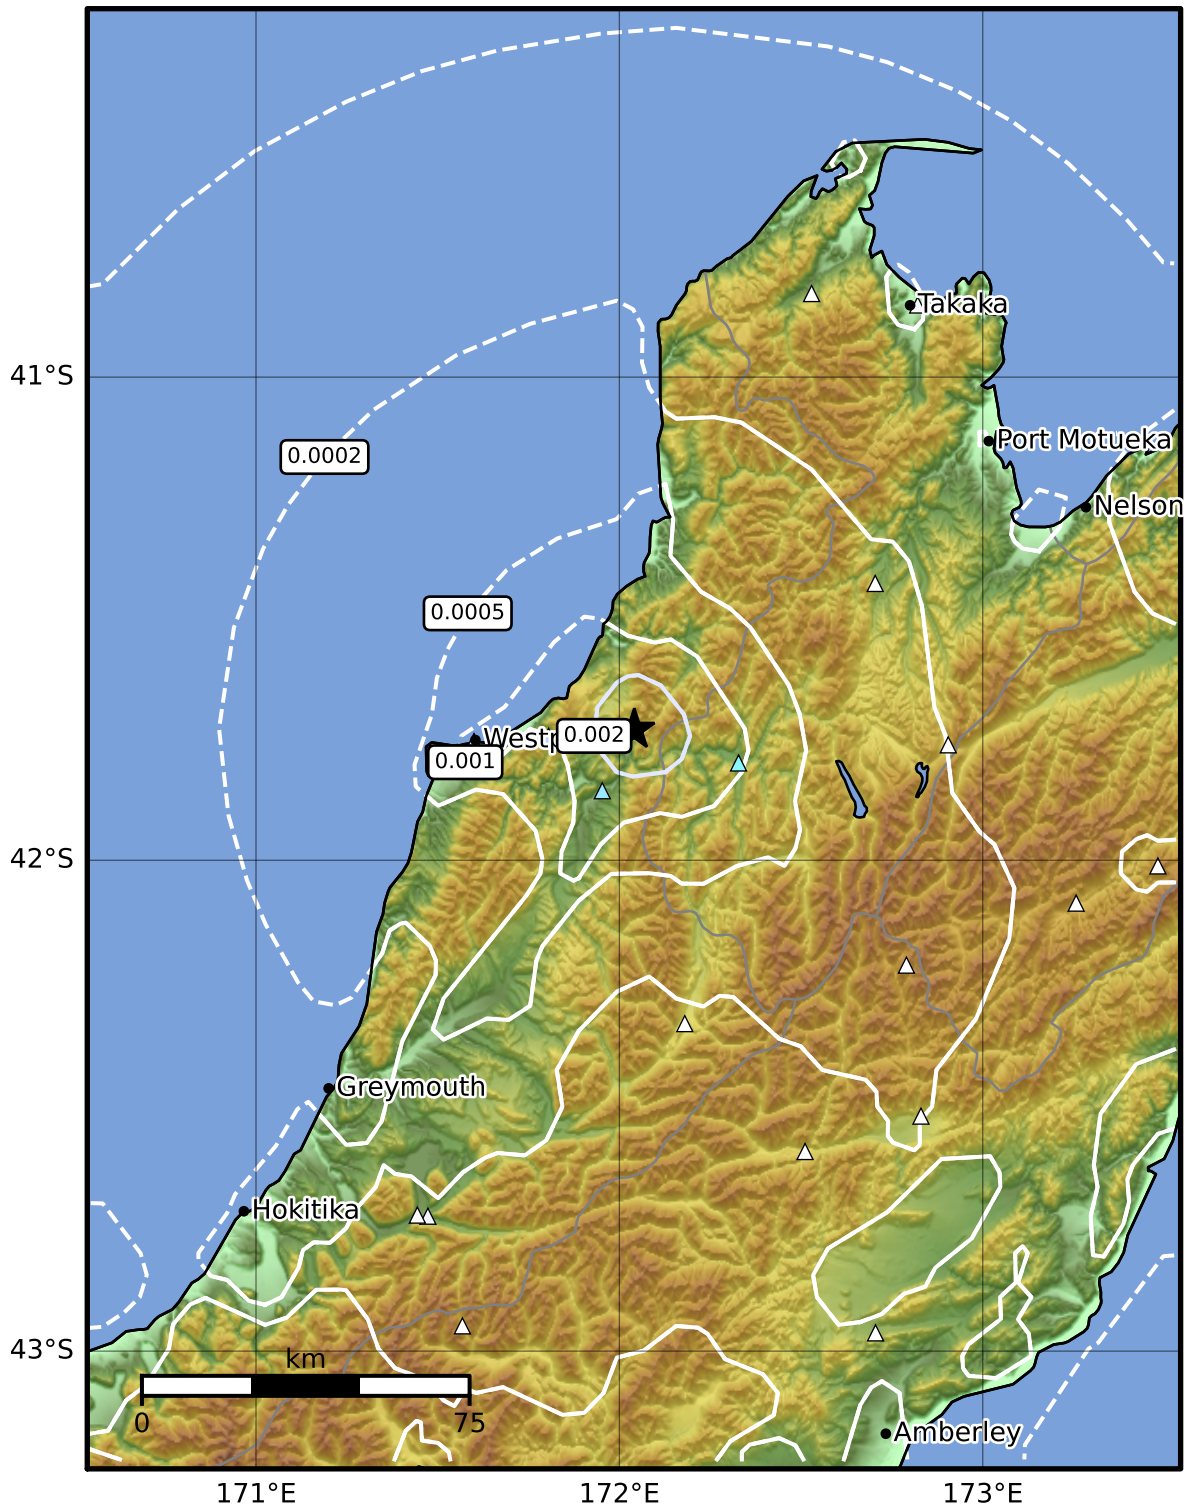 Takaka
41°S
Port Motueka
0.0002
Nelson
0.0005
0.002
Westp
0.001
42°S
Greymouth
Hokitika
43°S
km
0 75
Amberley
171°E 172°E 173°E